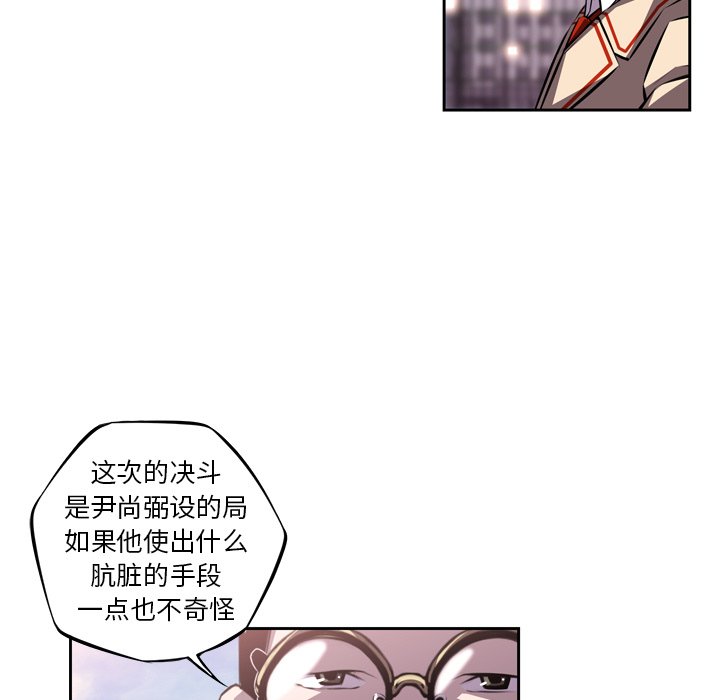 这次的决斗
是尹尚弼设的局
如果他使出什么
肮脏的手段
一点也不奇怪